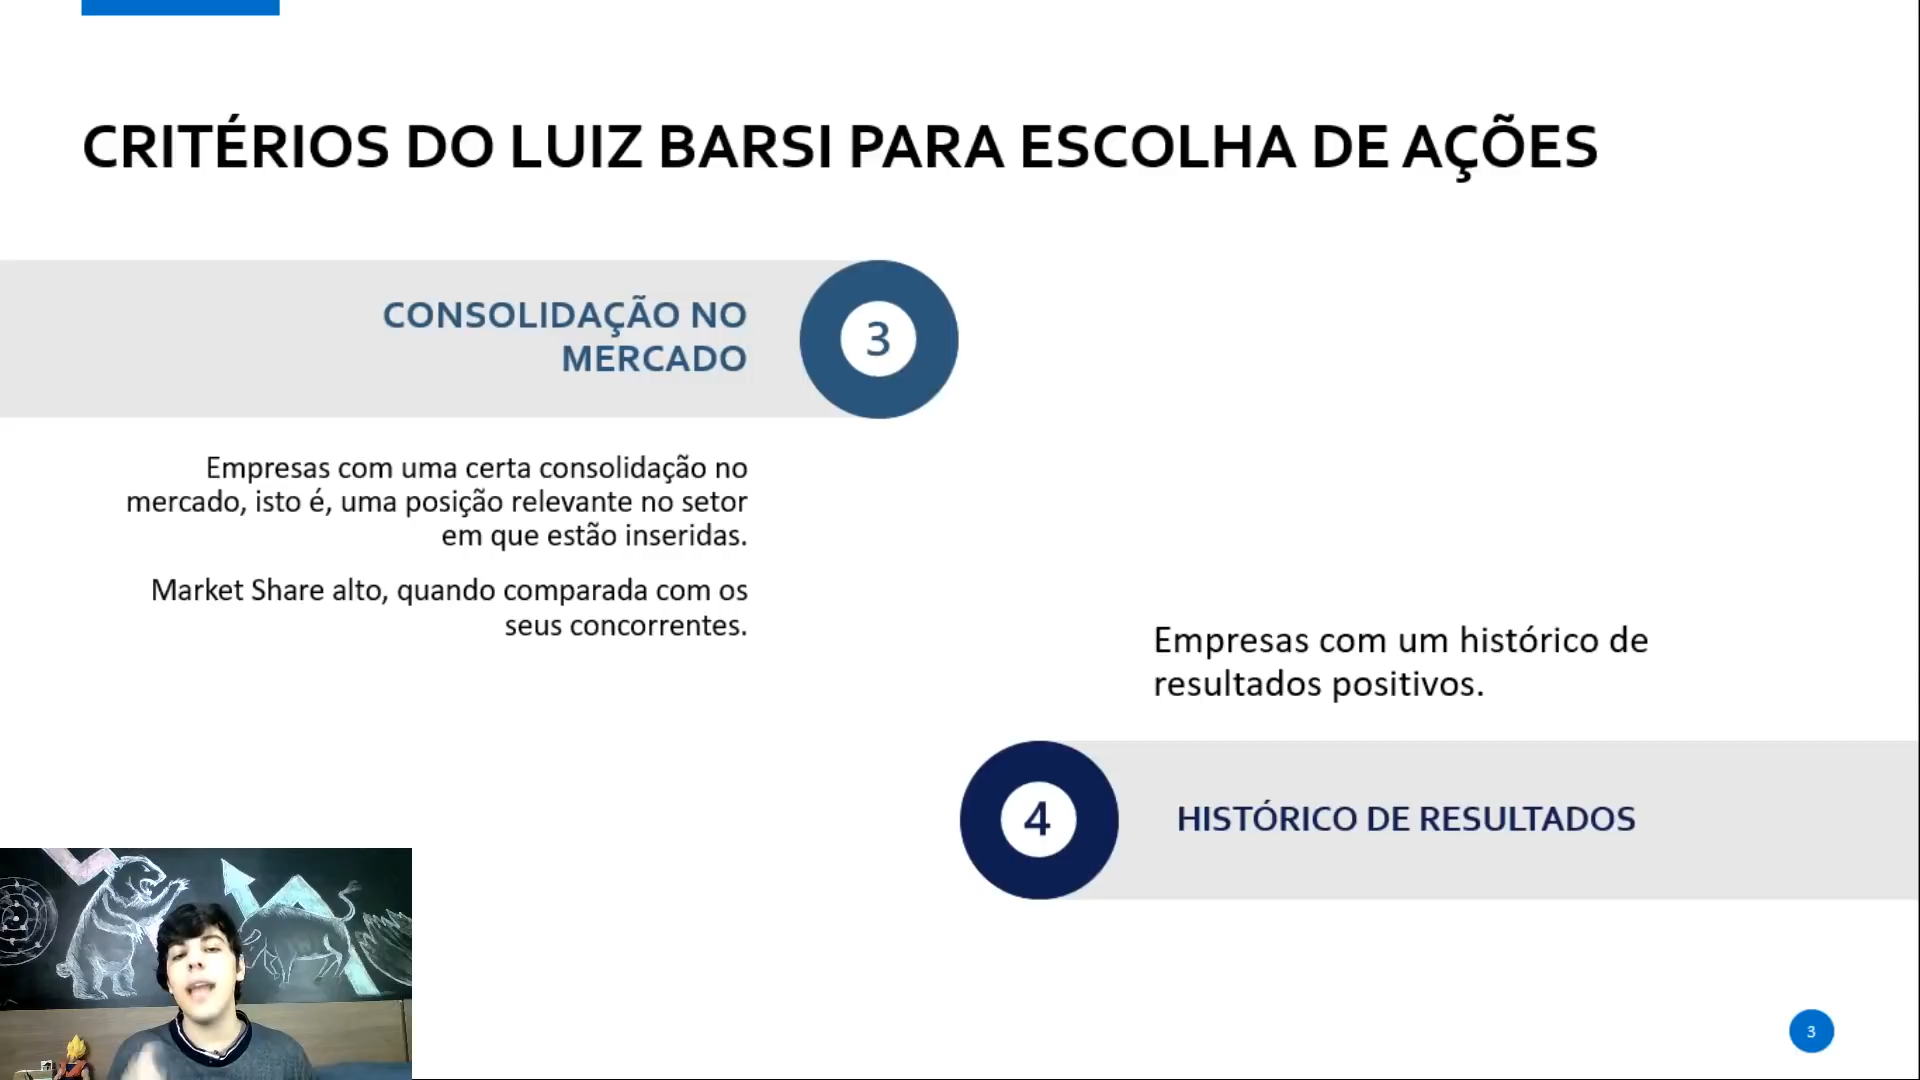 CRITÉRIOS DO LUIZ BARSI PARA ESCOLHA DE AÇÕES
CONSOLIDAÇÃO NO
MERCADO
3
Empresas com uma certa consolidação no
mercado, isto é, uma posição relevante no setor
em que estão inseridas.
Market Share alto, quando comparada com os
seus concorrentes.
Empresas com um histórico de
resultados positivos.
4
HISTÓRICO DE RESULTADOS
3